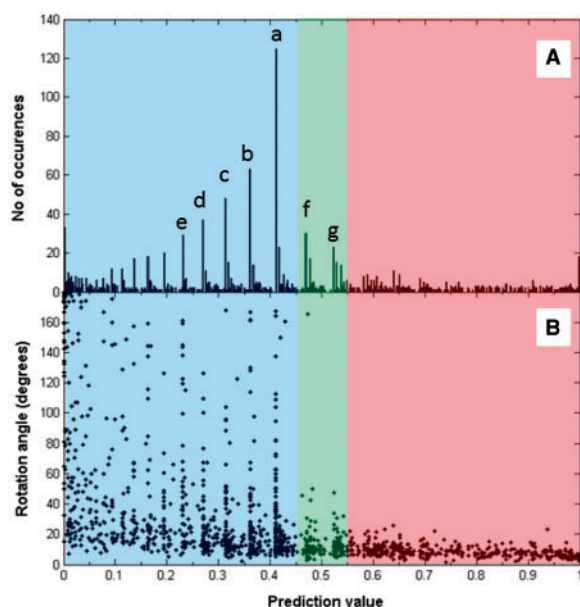 a
A
b
c
d
e
f
g
No of occurences
140
120
100
80
60
40
20
0
B
Rotation angle (degrees)
160
140
120
100
80
60
40
20
0
0 0.1 0.2 0.3 0.4 0.5 0.6 0.7 0.8 0.9 1
Prediction value